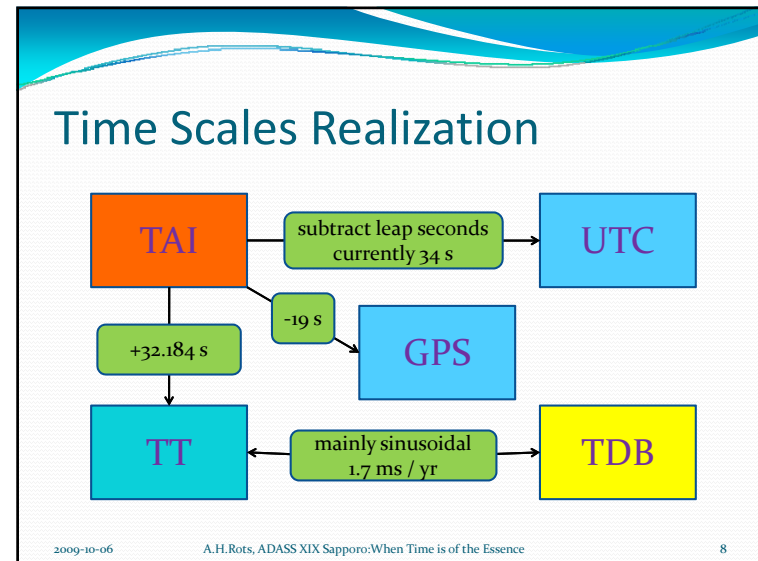 Time Scales Realization
TAI
subtract leap seconds
currently 34 s
UTC
-19 s
GPS
+32.184 s
TT
mainly sinusoidal
1.7 ms / yr
TDB
2009-10-06
A.H.Rots, ADASS XIX Sapporo:When Time is of the Essence
8